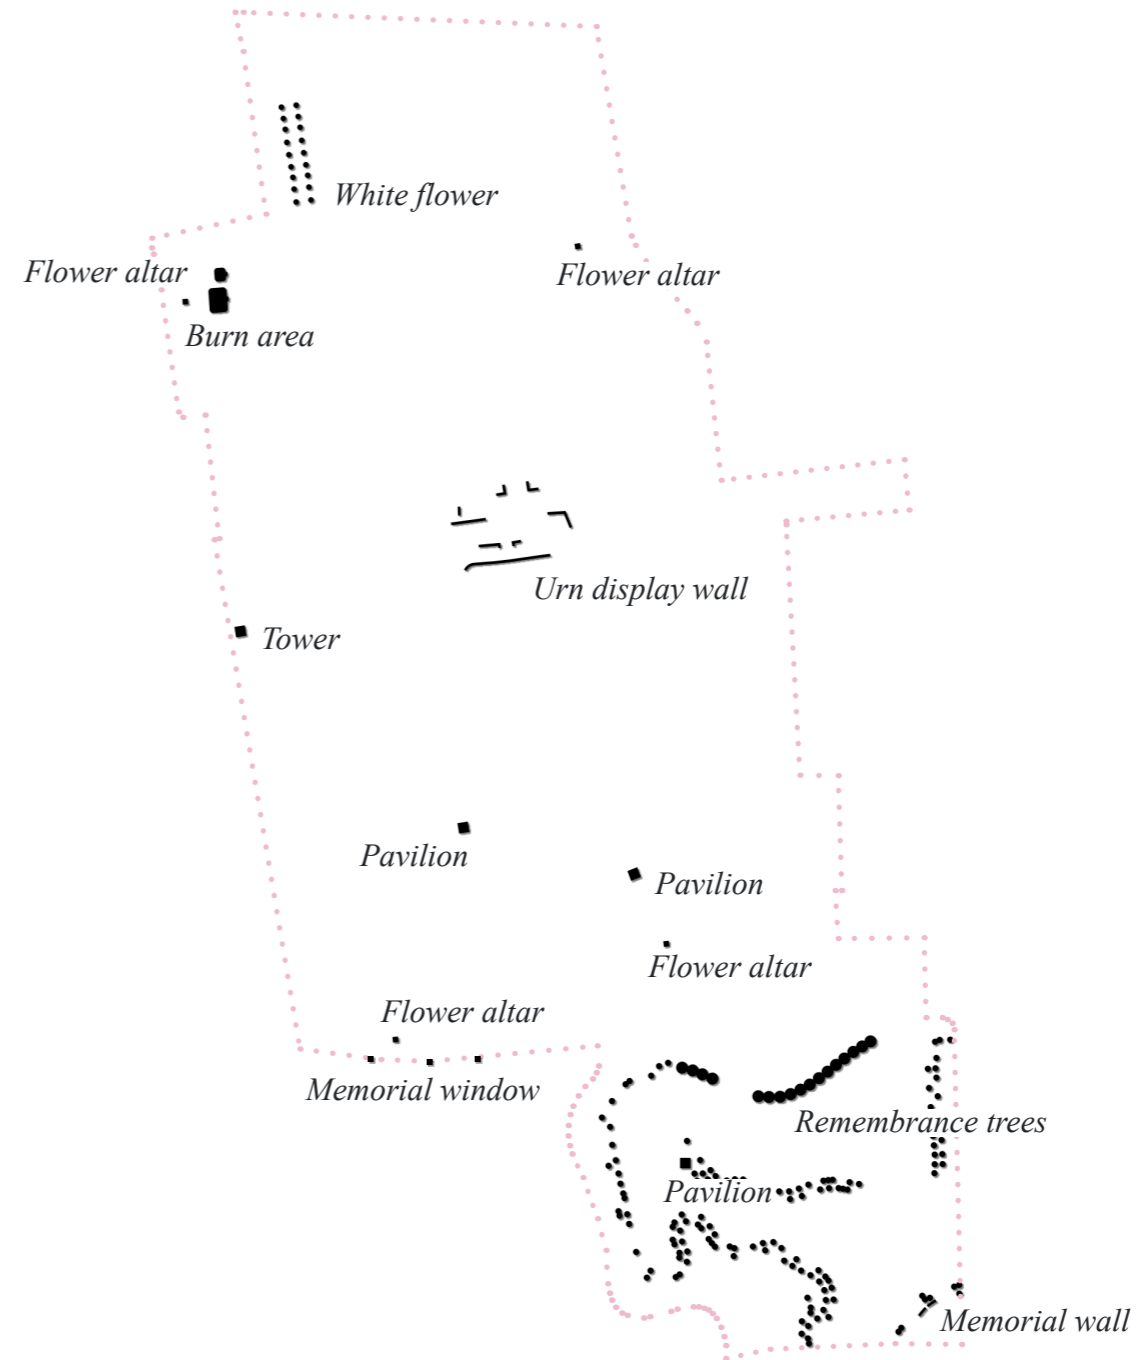 White flower
Flower altar
Flower altar
Burn area
Urn display wall
Tower
Pavilion
Pavilion
Flower altar
Flower altar
Memorial window
Remembrance trees
Pavilion
Memorial wall